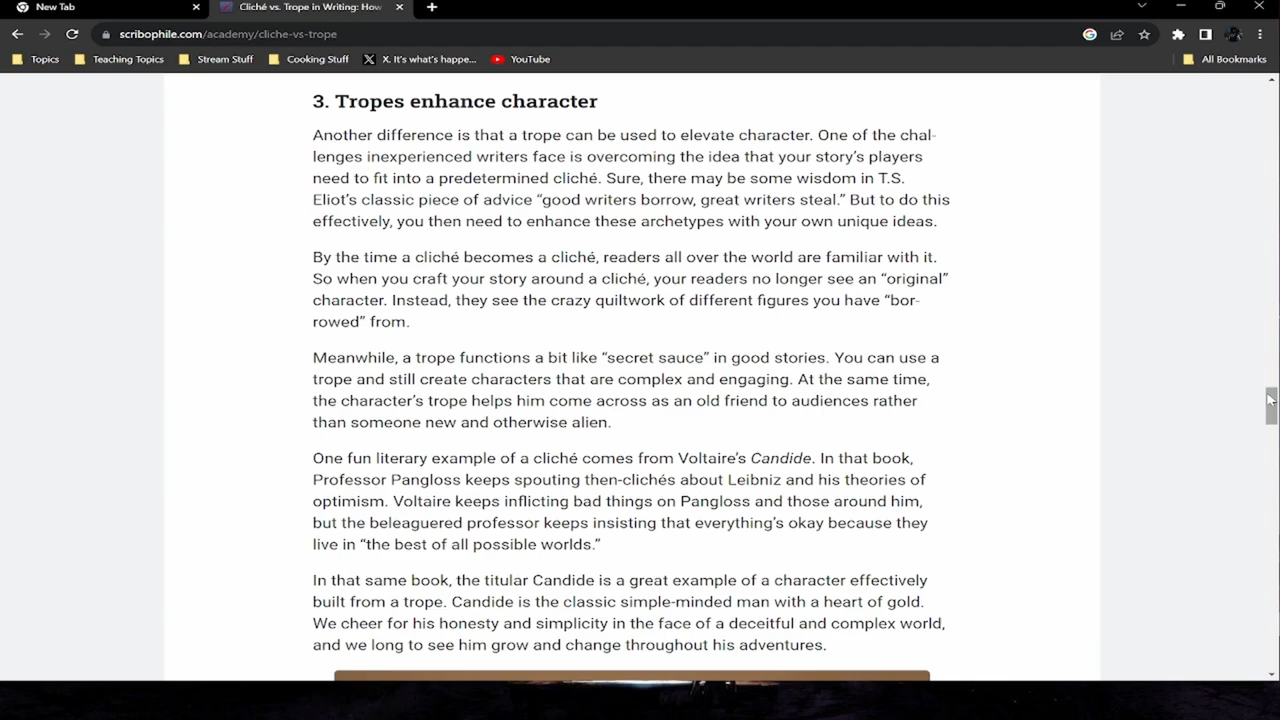 New Tab
Cliché vs. Trope in Writing: How
scribophile.com/academy/cliche-vs-trope
Topics
Teaching Topics
Stream Stuff
Cooking Stuff
X. It's what's happe...
YouTube
All Bookmarks
3. Tropes enhance character
Another difference is that a trope can be used to elevate character. One of the chal-
lenges inexperienced writers face is overcoming the idea that your story's players
need to fit into a predetermined cliché. Sure, there may be some wisdom in T.S.
Eliot's classic piece of advice “good writers borrow, great writers steal.” But to do this
effectively, you then need to enhance these archetypes with your own unique ideas.
By the time a cliché becomes a cliché, readers all over the world are familiar with it.
So when you craft your story around a cliché, your readers no longer see an “original”
character. Instead, they see the crazy quiltwork of different figures you have “bor-
rowed” from.
Meanwhile, a trope functions a bit like “secret sauce” in good stories. You can use a
trope and still create characters that are complex and engaging. At the same time,
the character's trope helps him come across as an old friend to audiences rather
than someone new and otherwise alien.
One fun literary example of a cliché comes from Voltaire's Candide. In that book,
Professor Pangloss keeps spouting then-clichés about Leibniz and his theories of
optimism. Voltaire keeps inflicting bad things on Pangloss and those around him,
but the beleaguered professor keeps insisting that everything's okay because they
live in “the best of all possible worlds.”
In that same book, the titular Candide is a great example of a character effectively
built from a trope. Candide is the classic simple-minded man with a heart of gold.
We cheer for his honesty and simplicity in the face of a deceitful and complex world,
and we long to see him grow and change throughout his adventures.